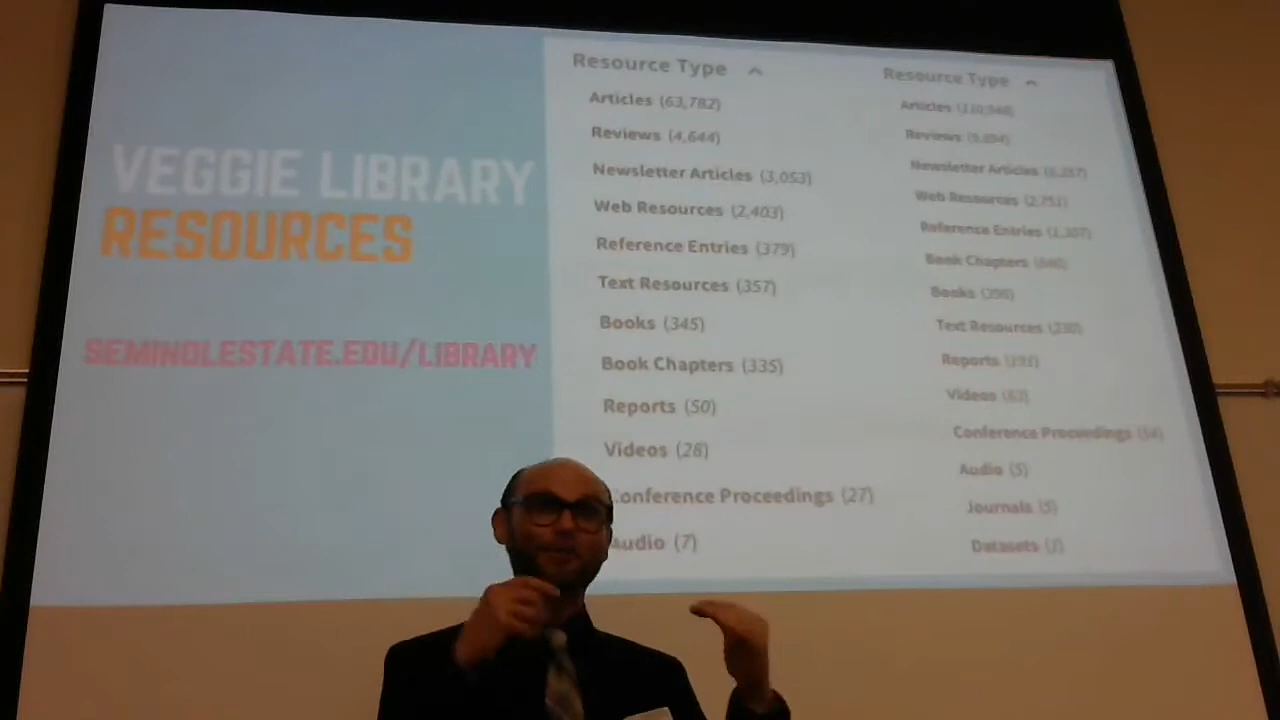 VEGGIE LIBRARY
RESOURCES
SEMINOLESTATE.EDU/LIBRARY
Resource Type
Articles (63,782)
Reviews (4,644)
Newsletter Articles (3,053)
Web Resources (2,403)
Reference Entries (379)
Text Resources (357)
Books (345)
Book Chapters (335)
Reports (50)
Videos (28)
onference Proceedings (27)
Audio (7)
Resource Type
Articles
Reviews
Newsletter Articles
Web Resources
Reference Entries
Book Chapters
Books
Text Resources
Reports
Videos
Conference Proceedings
Audio (5)
Journals (5)
Datasets